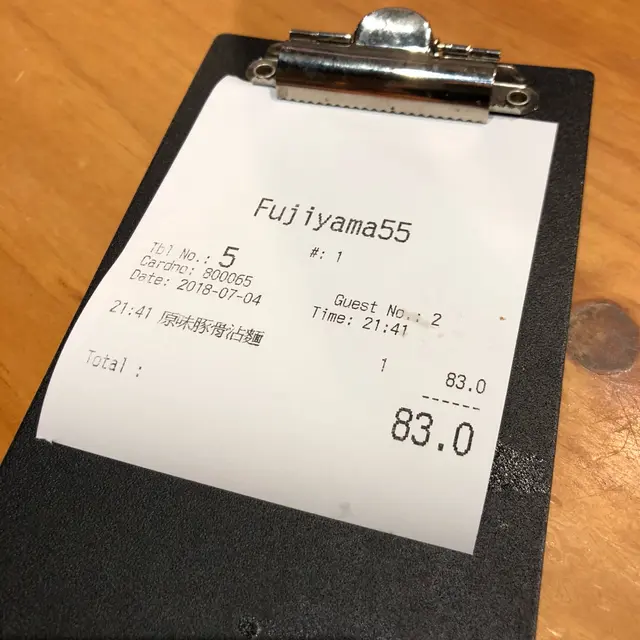 Fujiyama55
#: 1
Tbl No.: 5
Cardno: 800065
Guest No.: 2
Date: 2018-07-04
Time: 21:41
21:41 原味豚骨沾麵
1
83.0
------
Total :
83.0